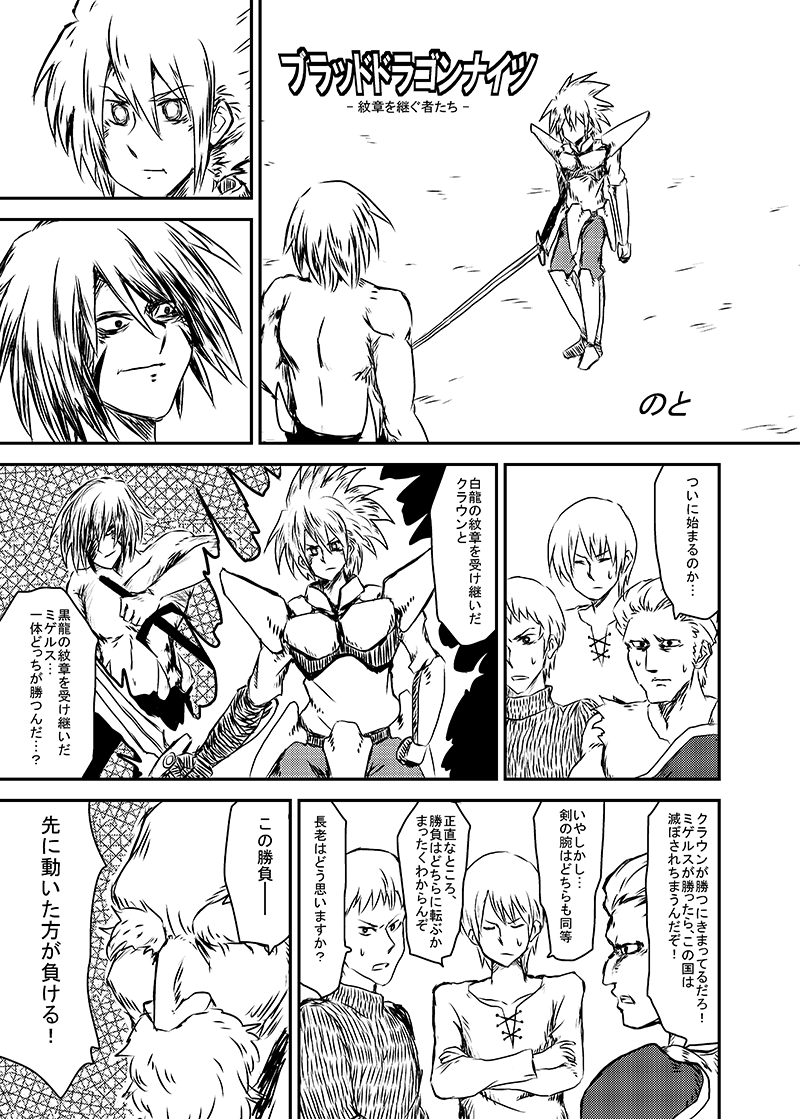 ブラッドドラゴンナイツ
- 紋章を継ぐ者たち -
のと
ついに始まるのか…
白龍の紋章を受け継いだ
クラウンと
黒龍の紋章を受け継いだ
ミゲルス…
一体どっちが勝つんだ…？
クラウンが勝つにきまってるだろ！
ミゲルスが勝ったら、この国は
滅ぼされちまうんだぞ！
いやしかし…
剣の腕はどちらも同等
正直なところ、
勝負はどちらに転ぶか
まったくわからんぞ
長老はどう思いますか？
この勝負――
先に動いた方が負ける！